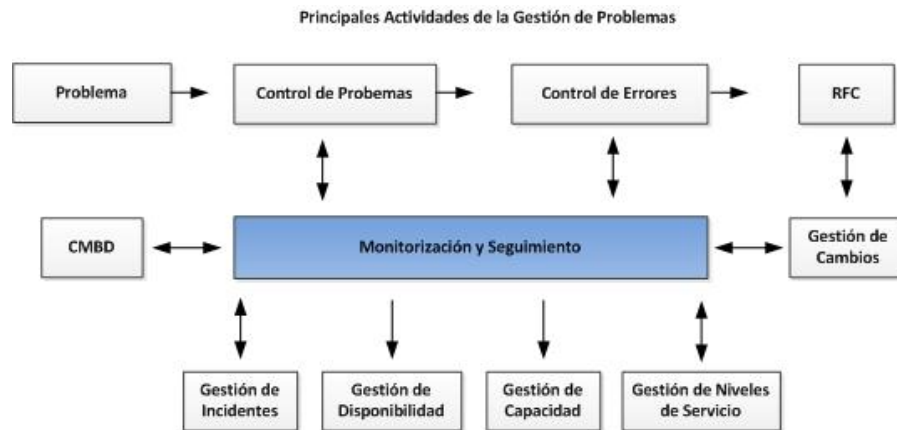 Principales Actividades de la Gestión de Problemas
Problema
Control de Probemas
Control de Errores
RFC
CMBD
Monitorización y Seguimiento
Gestión de
Cambios
Gestión de
Incidentes
Gestión de
Disponibilidad
Gestión de
Capacidad
Gestión de Niveles
de Servicio